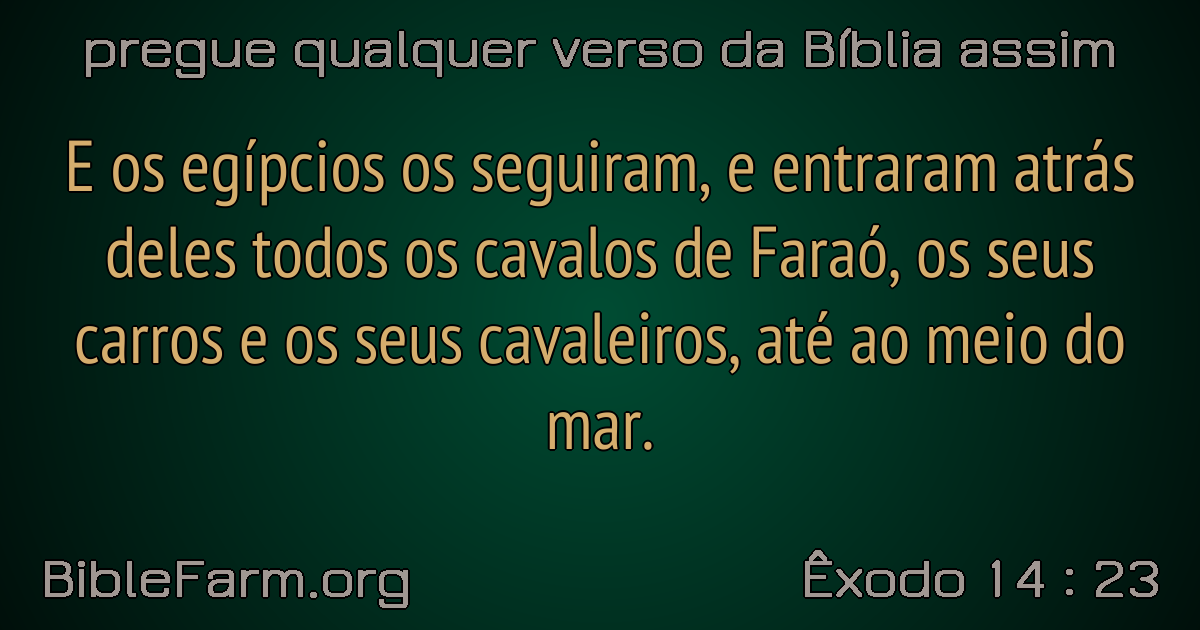 pregue qualquer verso da Bíblia assim
E os egípcios os seguiram, e entraram atrás
deles todos os cavalos de Faraó, os seus
carros e os seus cavaleiros, até ao meio do
mar.
BibleFarm.org
Êxodo 14 : 23